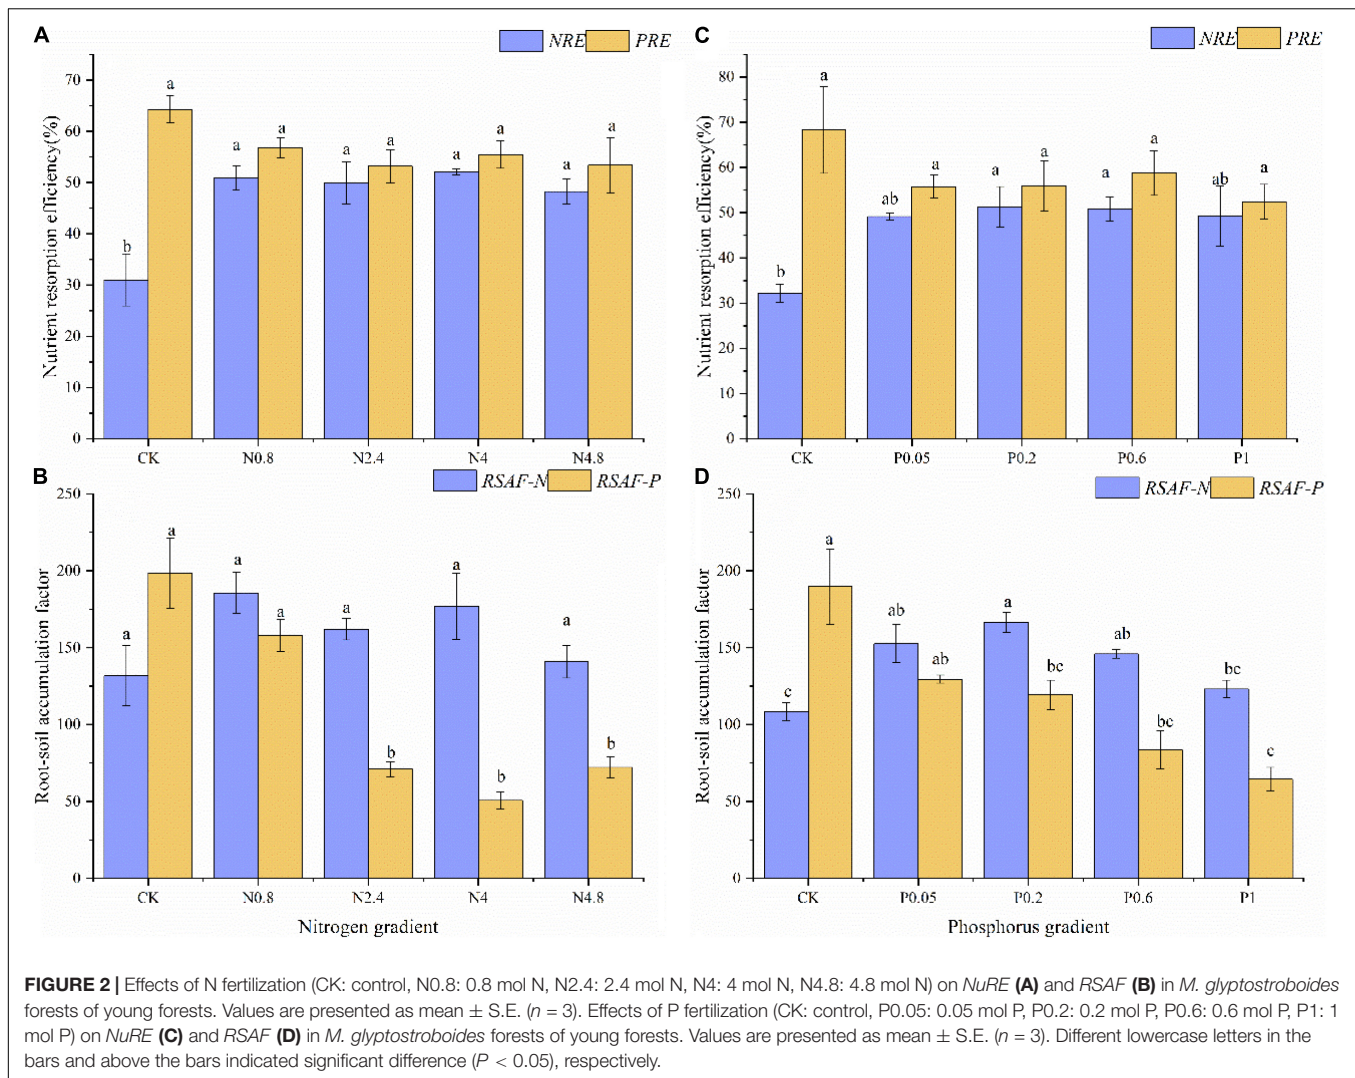 A
NRE PRE
Nutrient resorption efficiency(%)
70
60
50
40
30
20
10
0
b a
a a
a a
a a
a a
CK N0.8 N2.4 N4 N4.8
C
NRE PRE
Nutrient resorption efficiency(%)
80
70
60
50
40
30
20
10
0
b a
ab a
a a
a a
ab a
CK P0.05 P0.2 P0.6 P1
B
RSAF-N RSAF-P
Root-soil accumulation factor
250
200
150
100
50
0
a a
a a
a b
a b
a b
CK N0.8 N2.4 N4 N4.8
Nitrogen gradient
D
RSAF-N RSAF-P
Root-soil accumulation factor
250
200
150
100
50
0
c a
ab ab
a bc
ab bc
bc c
CK P0.05 P0.2 P0.6 P1
Phosphorus gradient
FIGURE 2 | Effects of N fertilization (CK: control, N0.8: 0.8 mol N, N2.4: 2.4 mol N, N4: 4 mol N, N4.8: 4.8 mol N) on NuRE (A) and RSAF (B) in M. glyptostroboides
forests of young forests. Values are presented as mean ± S.E. (n = 3). Effects of P fertilization (CK: control, P0.05: 0.05 mol P, P0.2: 0.2 mol P, P0.6: 0.6 mol P, P1: 1
mol P) on NuRE (C) and RSAF (D) in M. glyptostroboides forests of young forests. Values are presented as mean ± S.E. (n = 3). Different lowercase letters in the
bars and above the bars indicated significant difference (P < 0.05), respectively.